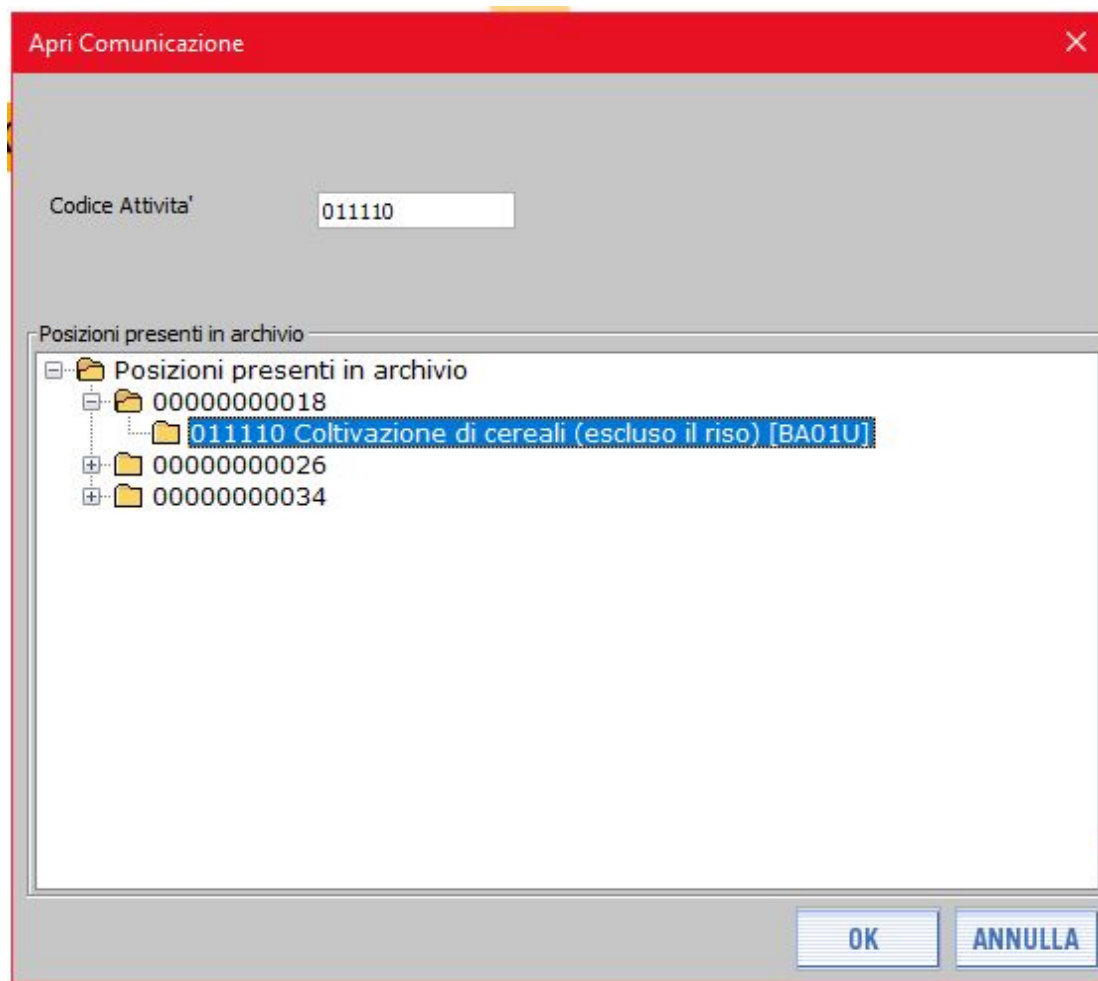 Apri Comunicazione
Codice Attivita'
011110
Posizioni presenti in archivio
Posizioni presenti in archivio
00000000018
011110 Coltivazione di cereali (escluso il riso) [BA01U]
00000000026
00000000034
OK
ANNULLA